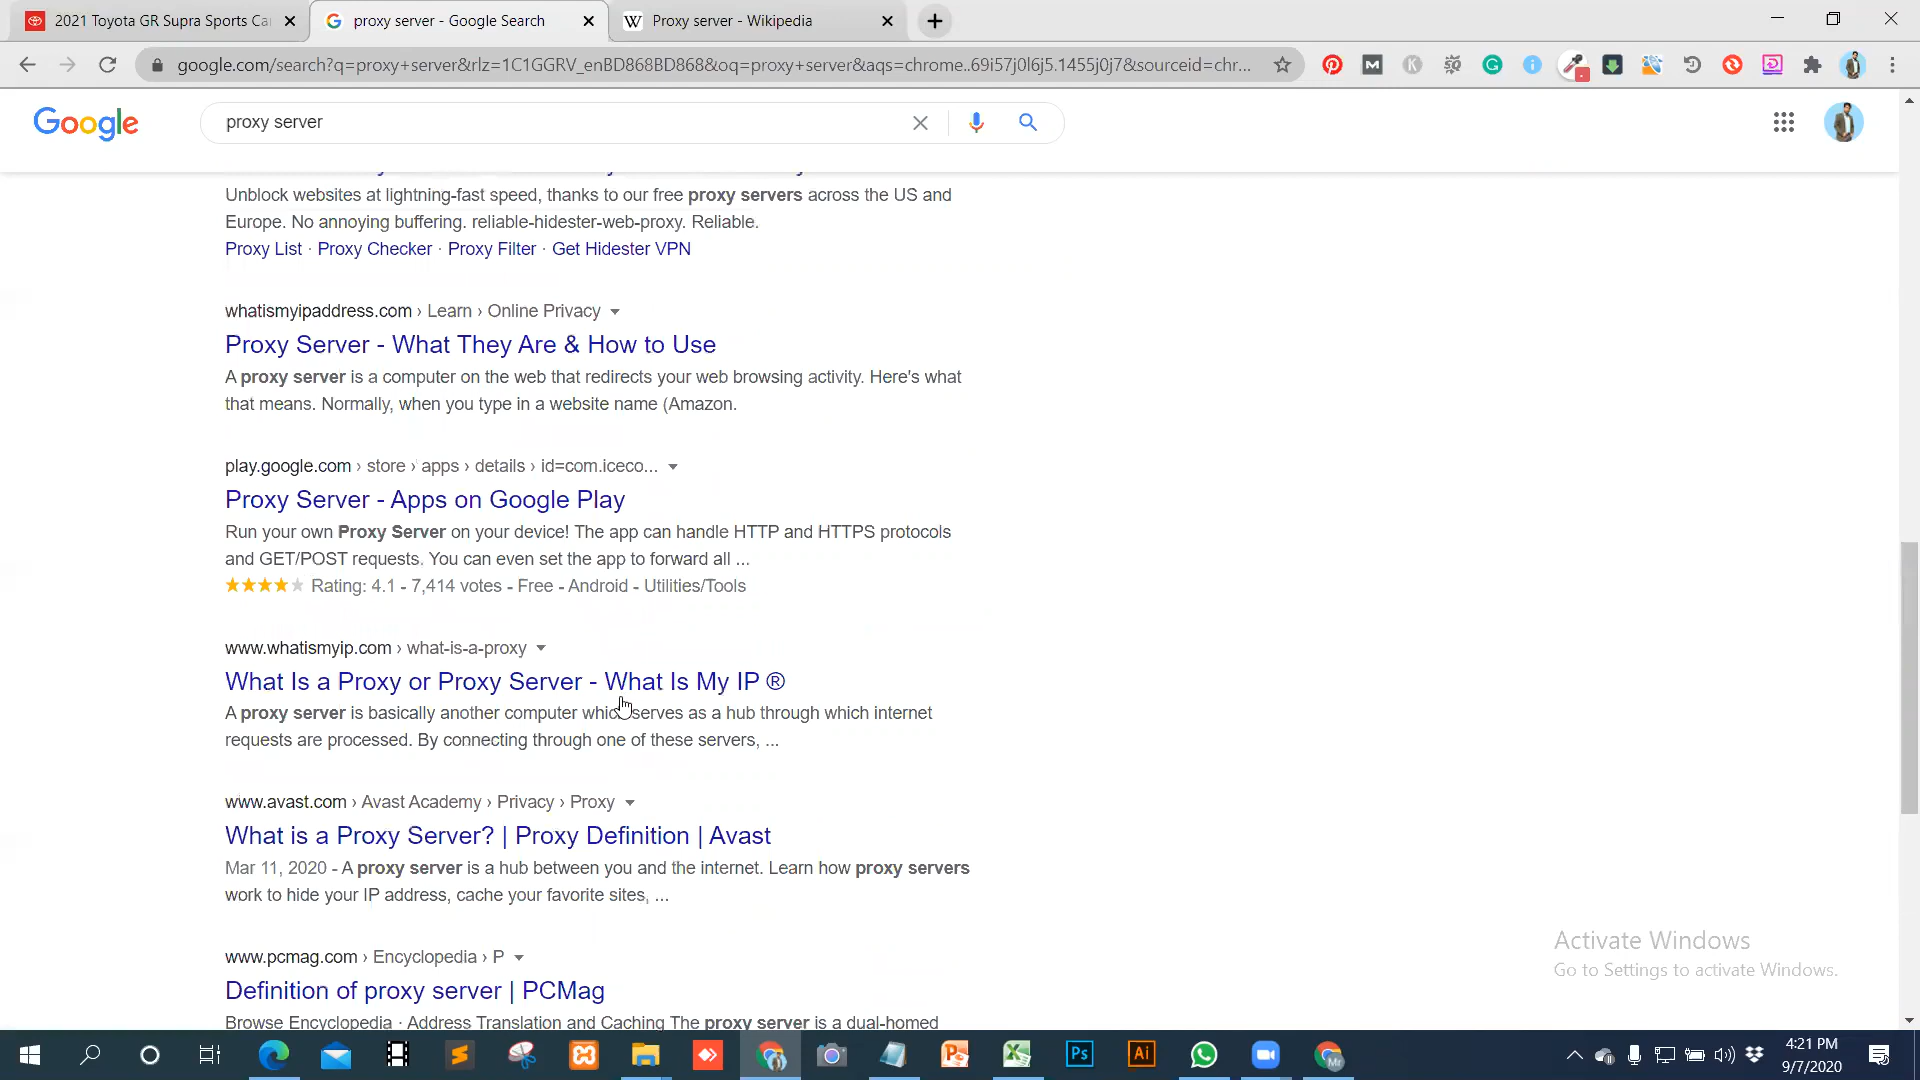 2021 Toyota GR Supra Sports Ca
proxy server - Google Search
Proxy server - Wikipedia
google.com/search?q=proxy+server&rlz=1C1GGRV_enBD868BD868&oq=proxy+server&aqs=chrome..69i57j0l6j5.1455j0j7&sourceid=chr...
Google
proxy server
Unblock websites at lightning-fast speed, thanks to our free proxy servers across the US and
Europe. No annoying buffering. reliable-hidester-web-proxy. Reliable.
Proxy List · Proxy Checker · Proxy Filter · Get Hidester VPN
whatismyipaddress.com › Learn › Online Privacy
Proxy Server - What They Are & How to Use
A proxy server is a computer on the web that redirects your web browsing activity. Here's what
that means. Normally, when you type in a website name (Amazon.
play.google.com › store › apps › details › id=com.iceco...
Proxy Server - Apps on Google Play
Run your own Proxy Server on your device! The app can handle HTTP and HTTPS protocols
and GET/POST requests. You can even set the app to forward all ...
Rating: 4.1 - 7,414 votes - Free - Android - Utilities/Tools
www.whatismyip.com › what-is-a-proxy
What Is a Proxy or Proxy Server - What Is My IP ®
A proxy server is basically another computer which serves as a hub through which internet
requests are processed. By connecting through one of these servers, ...
www.avast.com › Avast Academy › Privacy › Proxy
What is a Proxy Server? | Proxy Definition | Avast
Mar 11, 2020 - A proxy server is a hub between you and the internet. Learn how proxy servers
work to hide your IP address, cache your favorite sites, ...
www.pcmag.com › Encyclopedia › P
Definition of proxy server | PCMag
Browse Encyclopedia · Address Translation and Caching The proxy server is a dual-homed
Activate Windows
Go to Settings to activate Windows.
4:21 PM
9/7/2020